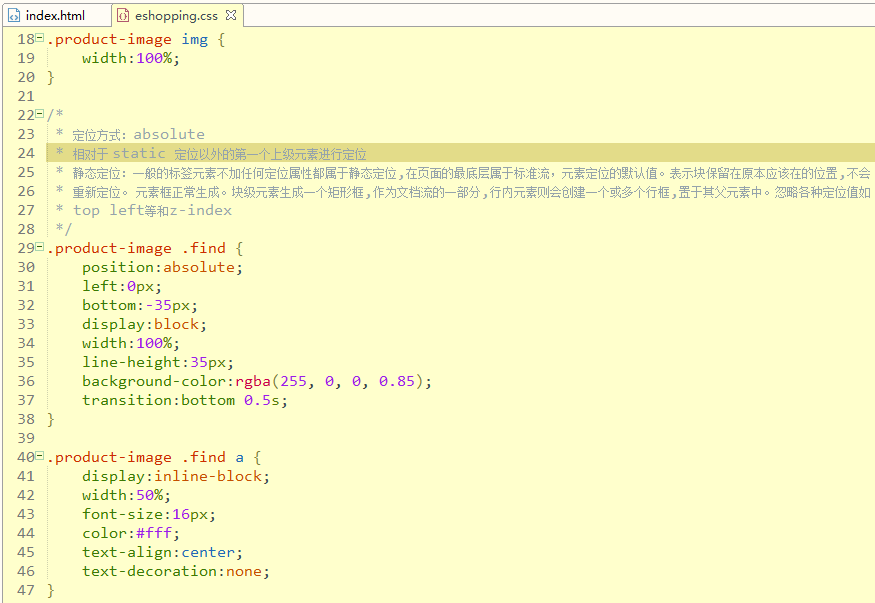 index.html eshopping.css
18 .product-image img {
19 width:100%;
20 }
21
22 /*
23 * 定位方式：absolute
24 * 相对于 static 定位以外的第一个上级元素进行定位
25 * 静态定位：一般的标签元素不加任何定位属性都属于静态定位,在页面的最底层属于标准流，元素定位的默认值。表示块保留在原本应该在的位置,不会
26 * 重新定位。 元素框正常生成。块级元素生成一个矩形框,作为文档流的一部分,行内元素则会创建一个或多个行框,置于其父元素中。忽略各种定位值如
27 * top left等和z-index
28 */
29 .product-image .find {
30 position:absolute;
31 left:0px;
32 bottom:-35px;
33 display:block;
34 width:100%;
35 line-height:35px;
36 background-color:rgba(255, 0, 0, 0.85);
37 transition:bottom 0.5s;
38 }
39
40 .product-image .find a {
41 display:inline-block;
42 width:50%;
43 font-size:16px;
44 color:#fff;
45 text-align:center;
46 text-decoration:none;
47 }